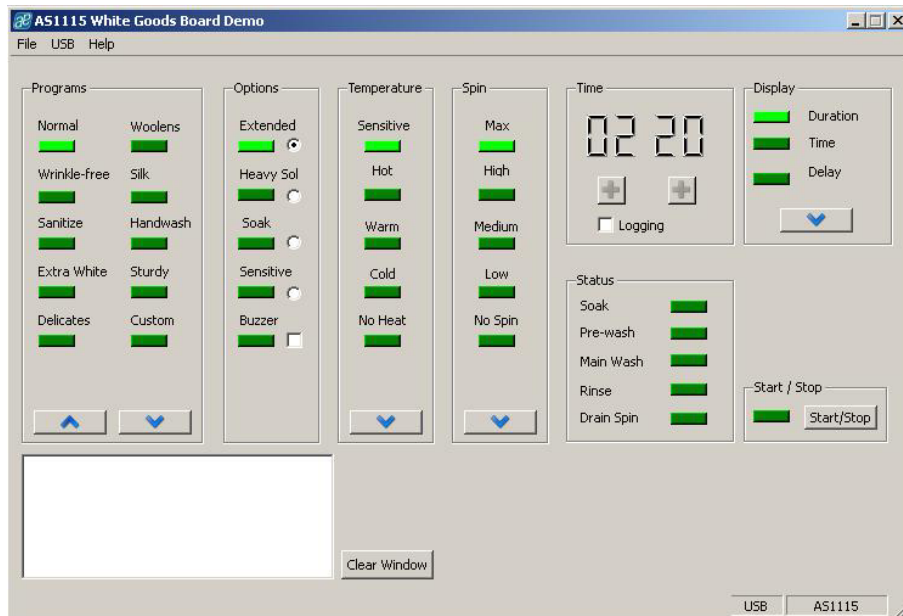 AS1115 White Goods Board Demo
File USB Help
Programs
Normal Woolens
Wrinkle-free Silk
Sanitize Handwash
Extra White Sturdy
Delicates Custom
Options
Extended
Heavy Sol
Soak
Sensitive
Buzzer
Temperature
Sensitive
Hot
Warm
Cold
No Heat
Spin
Max
High
Medium
Low
No Spin
Time
02 20
Logging
Display
Duration
Time
Delay
Status
Soak
Pre-wash
Main Wash
Rinse
Drain Spin
Start / Stop
Start/Stop
Clear Window
USB AS1115